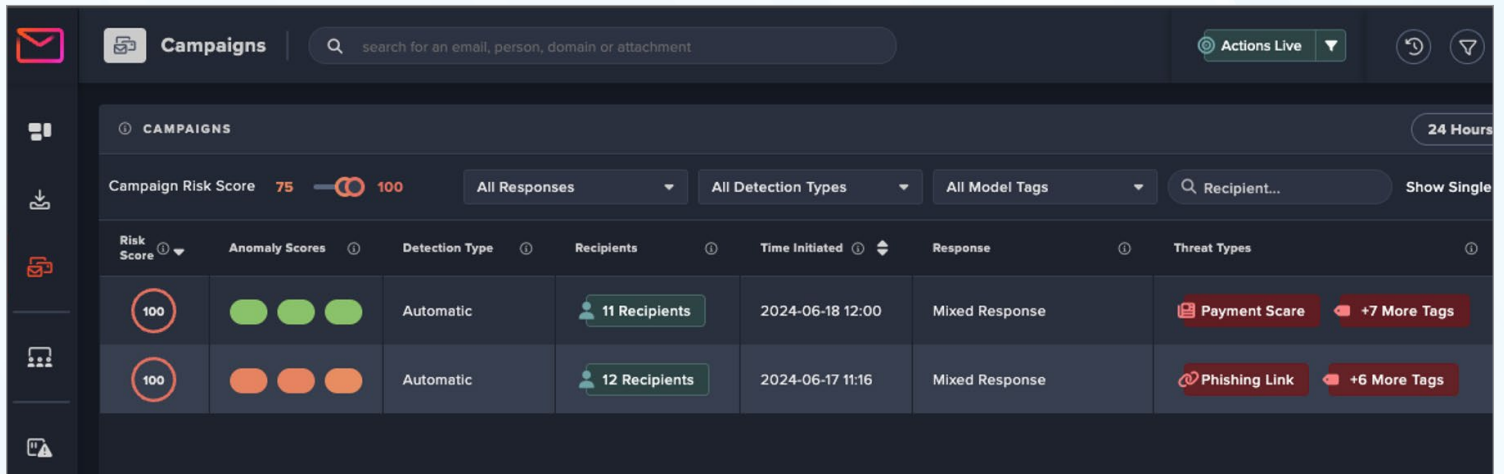 Campaigns
search for an email, person, domain or attachment
Actions Live
CAMPAIGNS
24 Hours
Campaign Risk Score 75 100
All Responses
All Detection Types
All Model Tags
Recipient...
Show Single
Risk Score
Anomaly Scores
Detection Type
Recipients
Time Initiated
Response
Threat Types
100 Automatic 11 Recipients 2024-06-18 12:00 Mixed Response Payment Scare +7 More Tags
100 Automatic 12 Recipients 2024-06-17 11:16 Mixed Response Phishing Link +6 More Tags